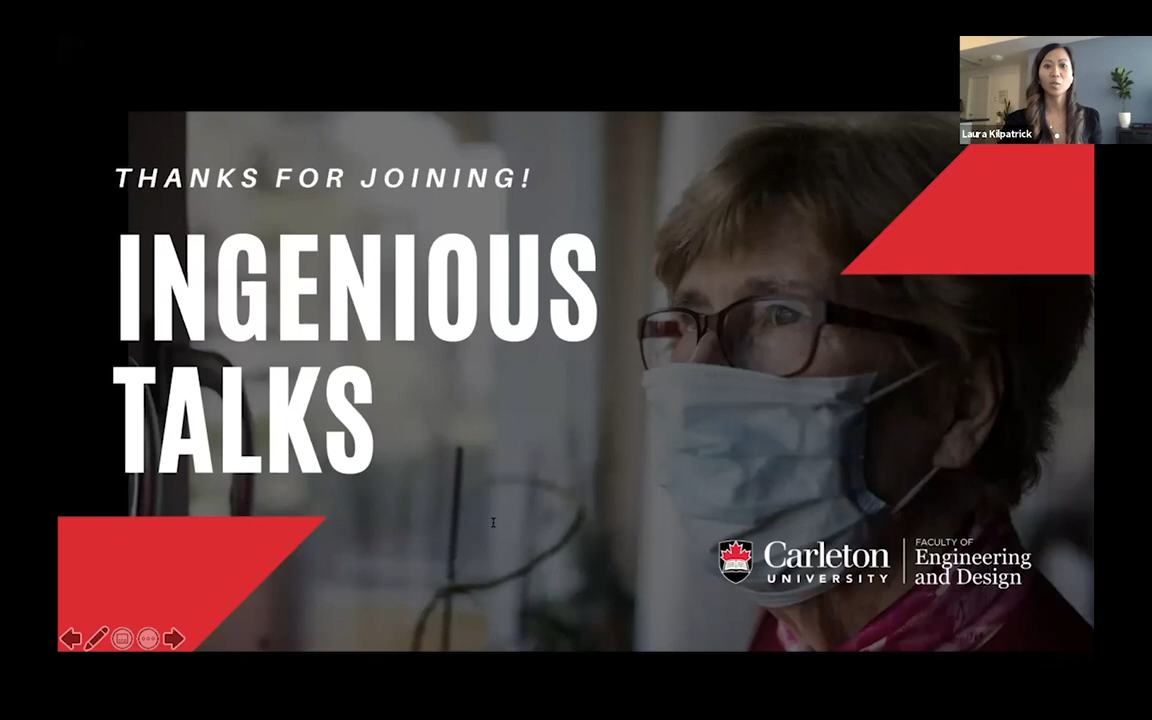 Laura Kilpatrick
THANKS FOR JOINING!
INGENIOUS
TALKS
Carleton
UNIVERSITY
FACULTY OF
Engineering
and Design